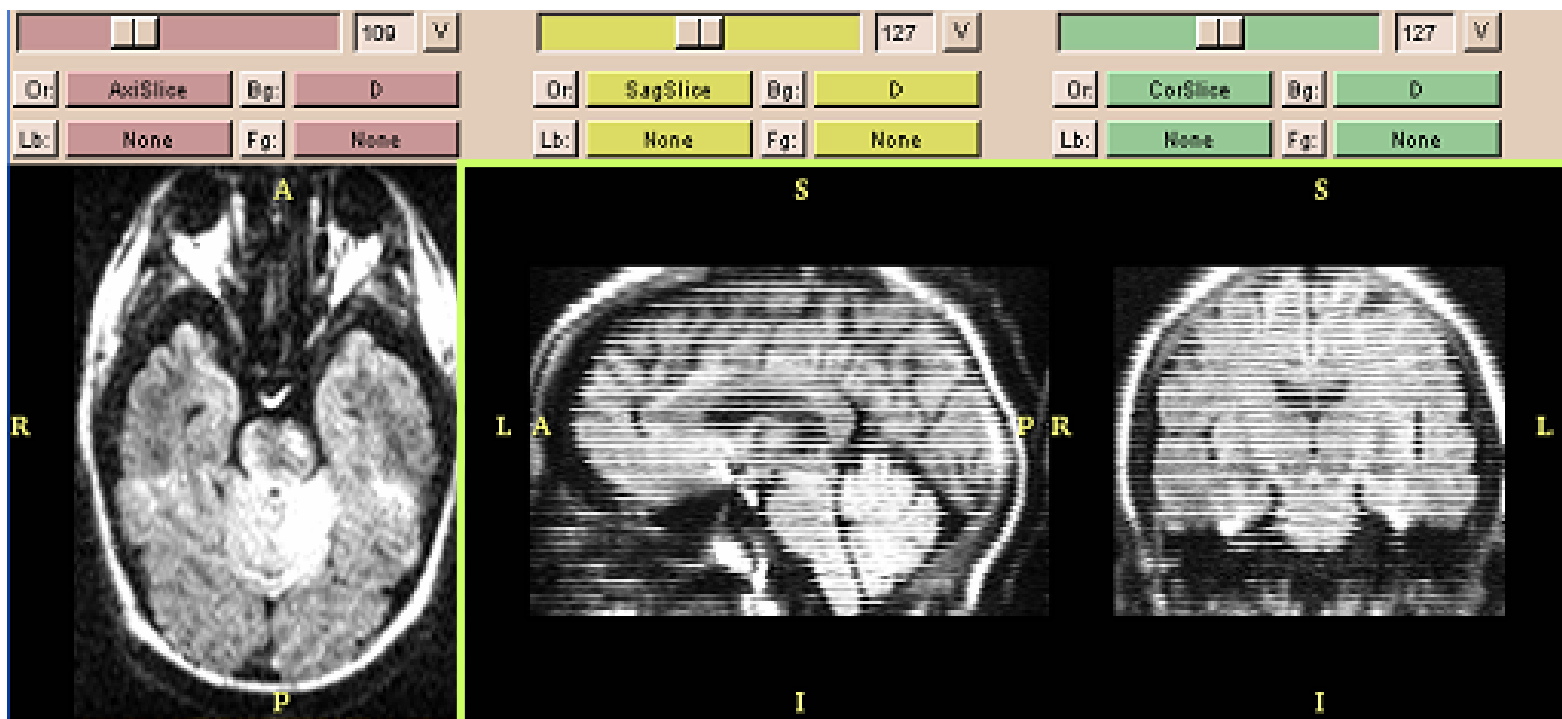 109 V 127 V 127 V
Or: AxiSlice Bg: D Or: SagSlice Bg: D Or: CorSlice Bg: D
Lb: None Fg: None Lb: None Fg: None Lb: None Fg: None
A S S
R L A P R L
P I I